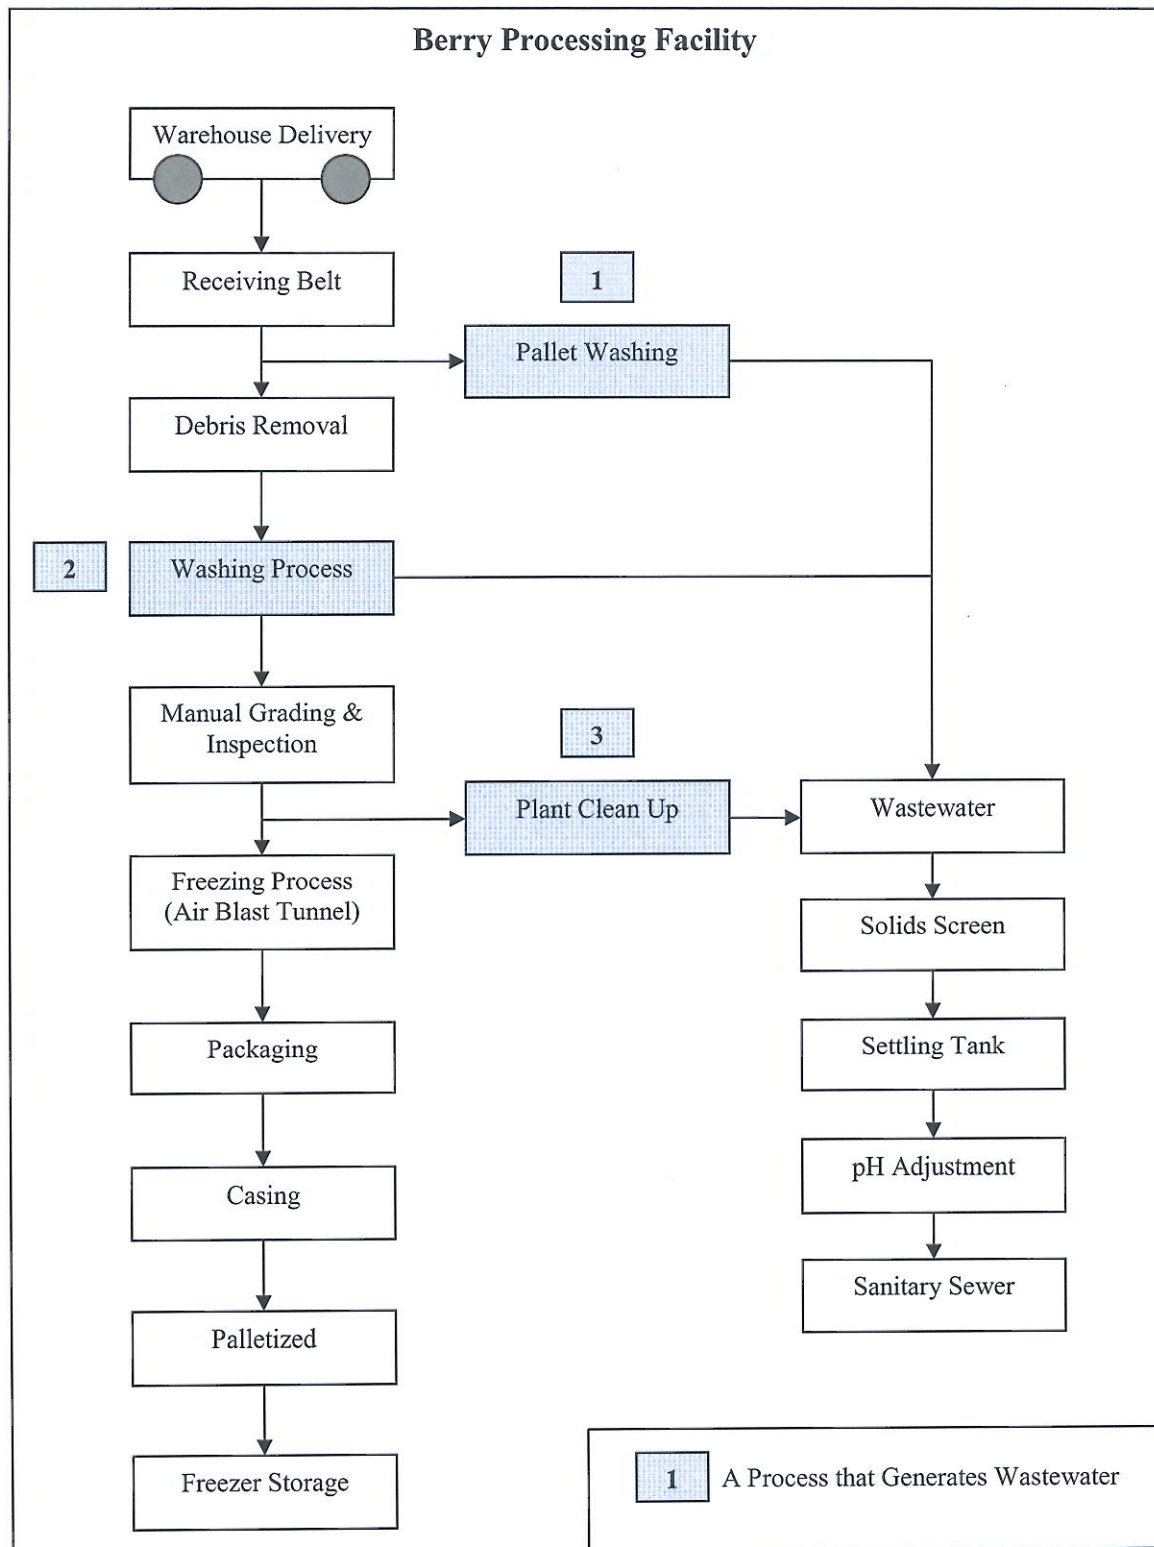 Berry Processing Facility
Warehouse Delivery
Receiving Belt
1
Pallet Washing
Debris Removal
2
Washing Process
Manual Grading &
Inspection
3
Plant Clean Up
Wastewater
Freezing Process
(Air Blast Tunnel)
Solids Screen
Packaging
Settling Tank
pH Adjustment
Casing
Sanitary Sewer
Palletized
Freezer Storage
1 A Process that Generates Wastewater